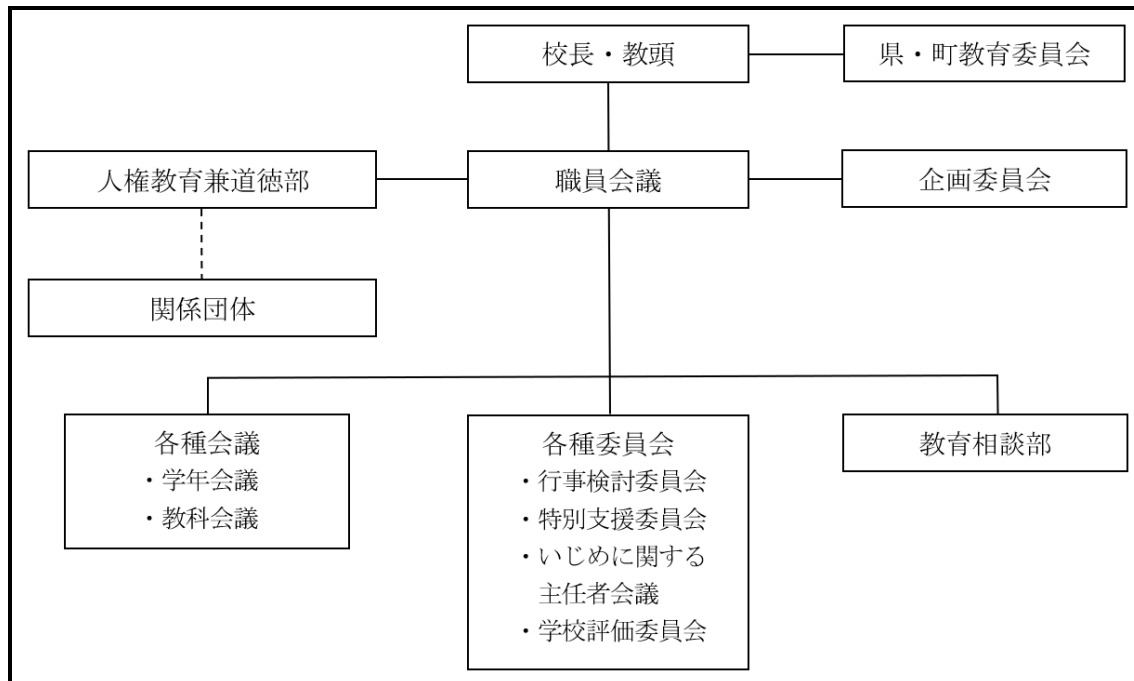 校長・教頭
県・町教育委員会
人権教育兼道徳部
職員会議
企画委員会
関係団体
各種会議
・学年会議
・教科会議
各種委員会
・行事検討委員会
・特別支援委員会
・いじめに関する
主任者会議
・学校評価委員会
教育相談部